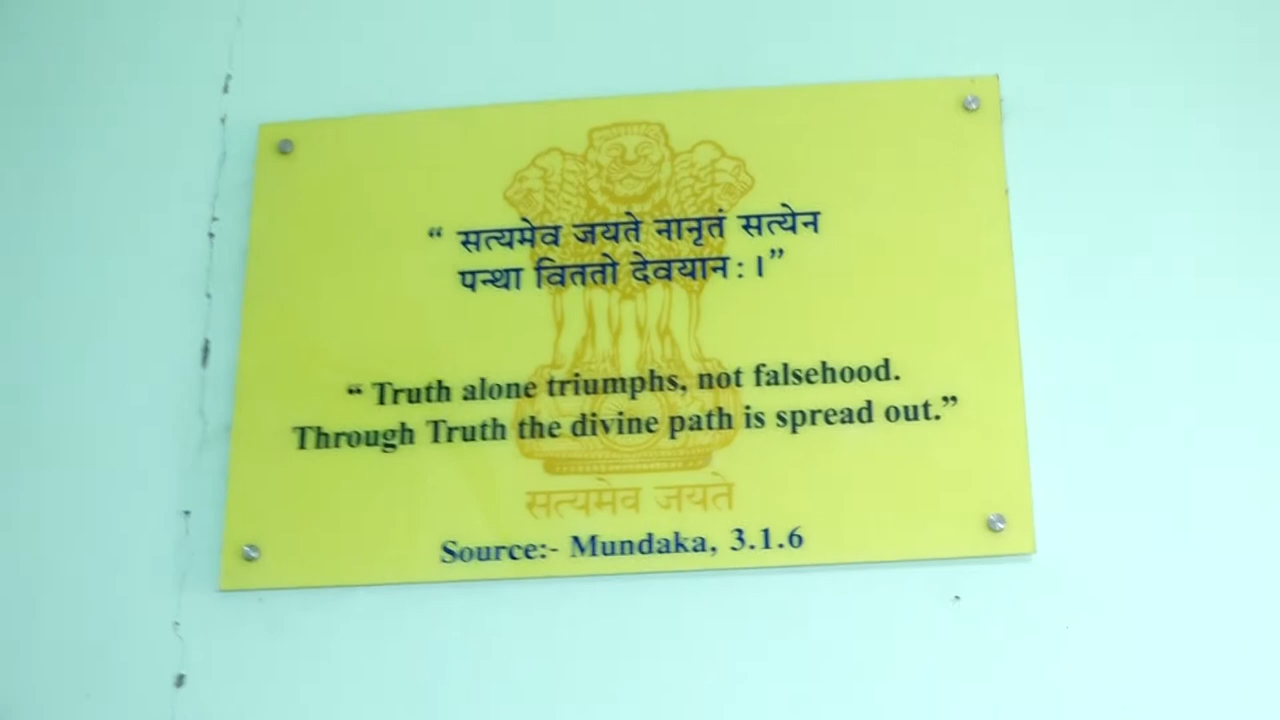 “ सत्यमेव जयते नानृतं सत्येन
पन्था विततो देवयान:।”
“ Truth alone triumphs, not falsehood.
Through Truth the divine path is spread out.”
सत्यमेव जयते
Source:- Mundaka, 3.1.6